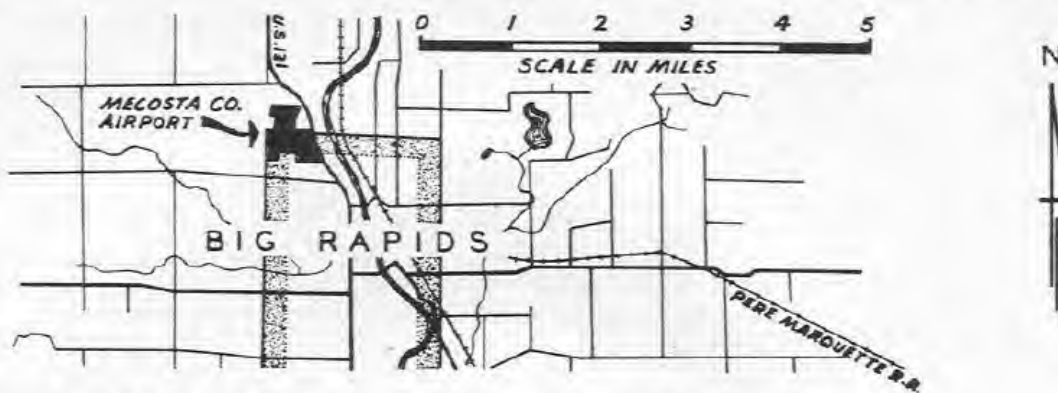 U.S.131
0 1 2 3 4 5
SCALE IN MILES
N
MECOSTA CO.
AIRPORT
BIG RAPIDS
PERE MARQUETTE R.R.